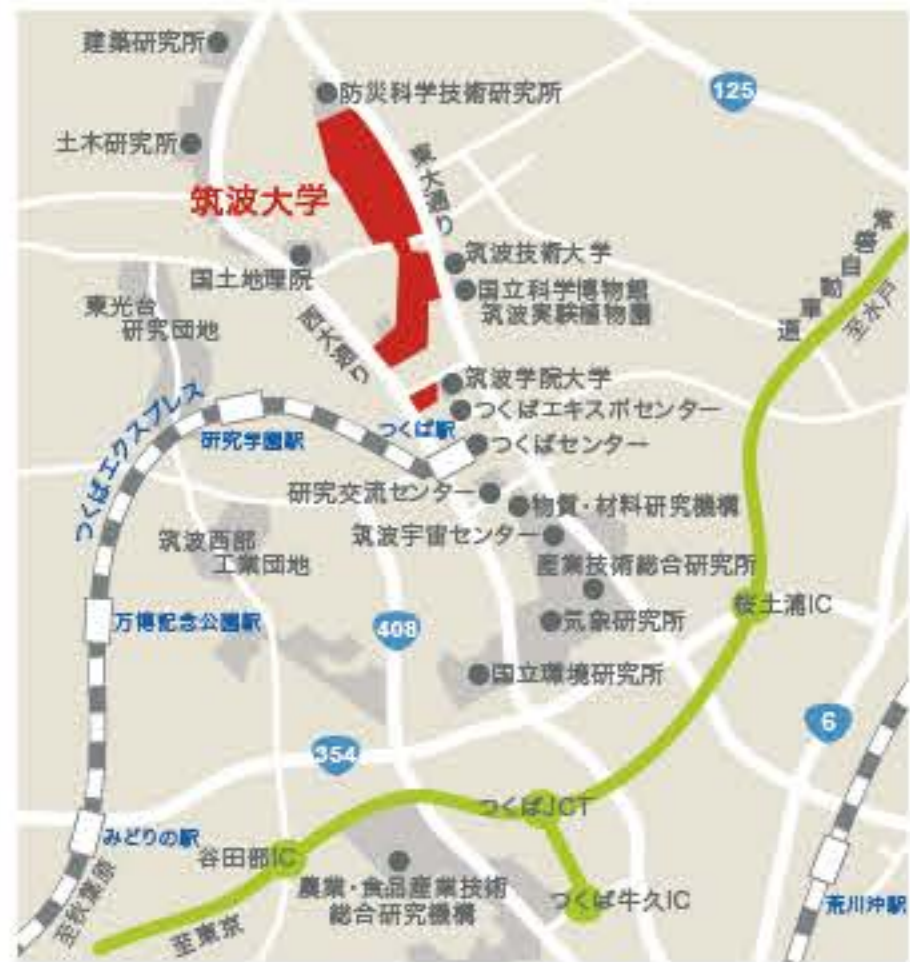 建築研究所
防災科学技術研究所
125
土木研究所
東大通り
筑波大学
筑波技術大学
国土地理院
国立科学博物館
筑波実験植物園
常磐自動車道
至水戸
東光台
研究団地
西大通り
筑波学院大学
つくばエキスポセンター
つくばエクスプレス
研究学園駅
つくば駅
つくばセンター
研究交流センター
物質・材料研究機構
筑波西部
工業団地
筑波宇宙センター
産業技術総合研究所
桜土浦IC
万博記念公園駅
408
気象研究所
国立環境研究所
6
354
つくばJCT
みどりの駅
谷田部IC
農業・食品産業技術
総合研究機構
つくば牛久IC
荒川沖駅
至秋葉原
至東京